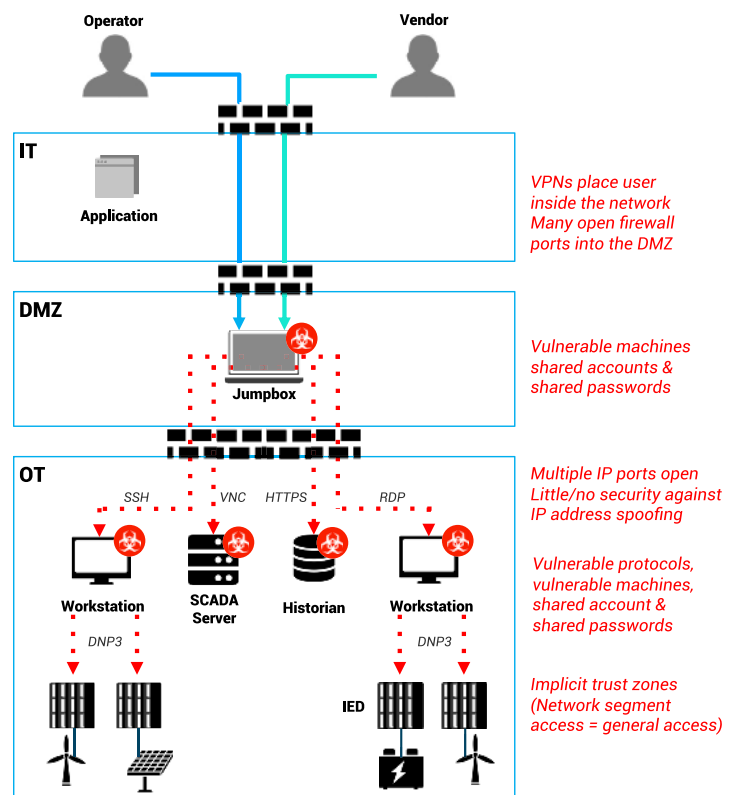 Operator
Vendor
IT
Application
VPNs place user
inside the network
Many open firewall
ports into the DMZ
DMZ
Jumpbox
Vulnerable machines
shared accounts &
shared passwords
OT
SSH
VNC
HTTPS
RDP
Multiple IP ports open
Little/no security against
IP address spoofing
Workstation
SCADA
Server
Historian
Workstation
Vulnerable protocols,
vulnerable machines,
shared account &
shared passwords
DNP3
DNP3
IED
Implicit trust zones
(Network segment
access = general access)